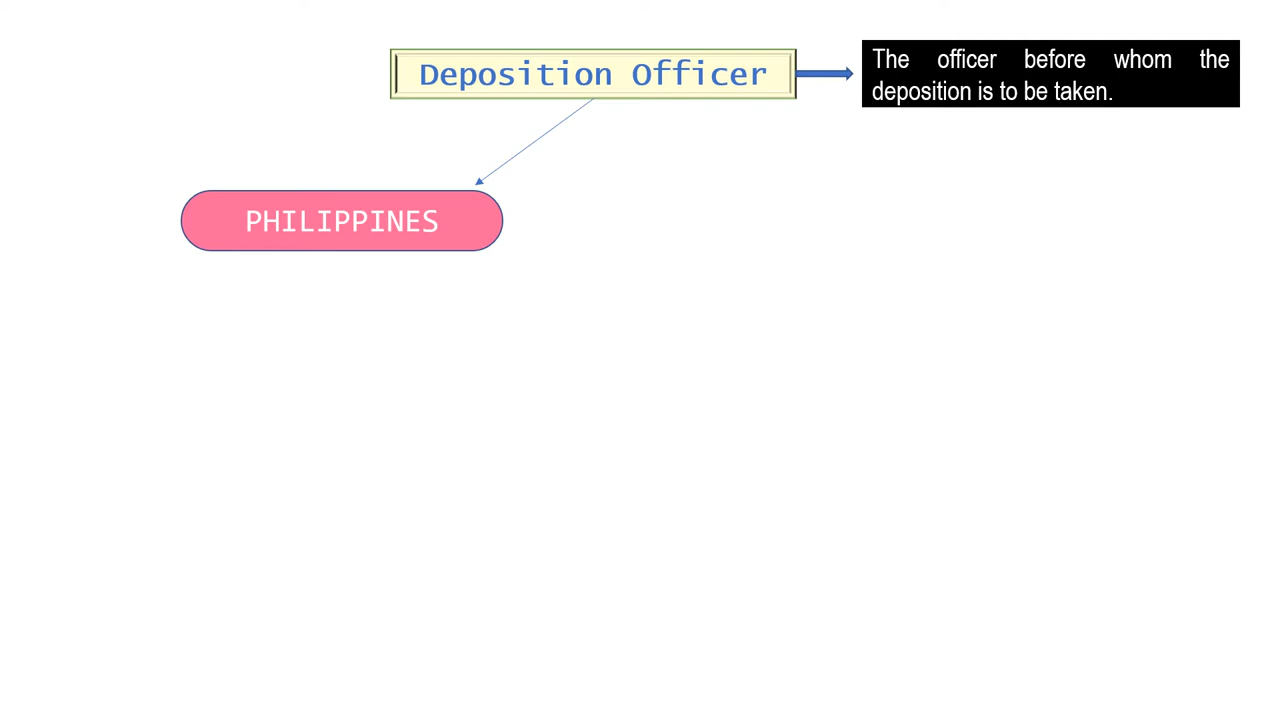 Deposition Officer
The officer before whom the
deposition is to be taken.
PHILIPPINES